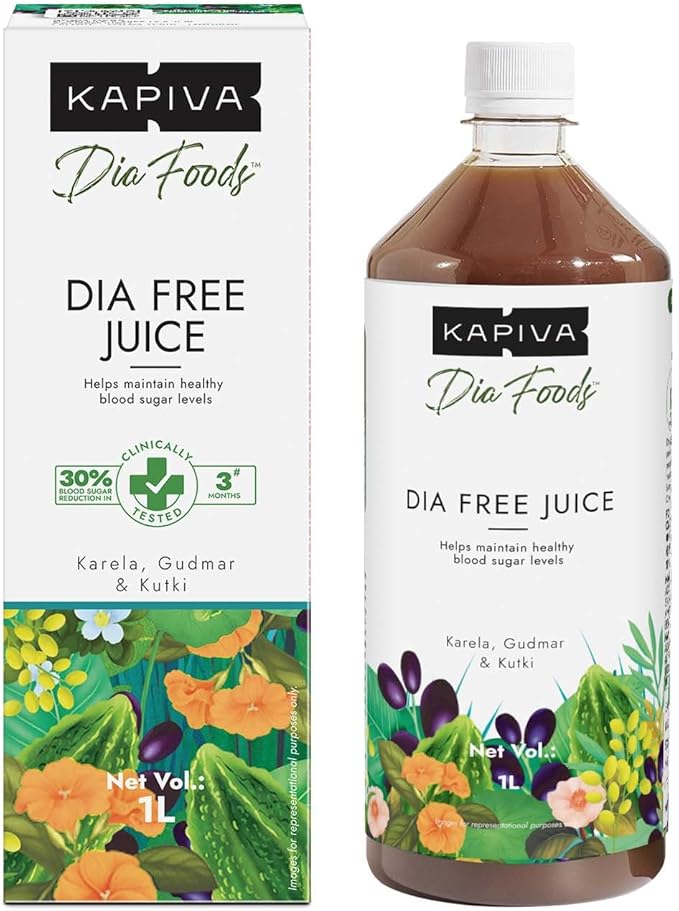 KAPIVA
Dia Foods™
DIA FREE
JUICE
Helps maintain healthy
blood sugar levels
30%
BLOOD SUGAR
REDUCTION IN
CLINICALLY
TESTED
3#
MONTHS
Karela, Gudmar
& Kutki
Net Vol.:
1L
Images for representational purposes only.
KAPIVA
Dia Foods™
DIA FREE JUICE
Helps maintain healthy
blood sugar levels
Karela, Gudmar
& Kutki
Net Vol.:
1L
Images for representational purposes